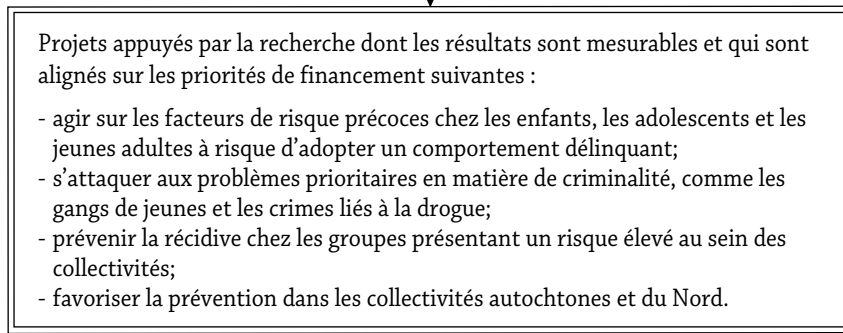 Projets appuyés par la recherche dont les résultats sont mesurables et qui sont
alignés sur les priorités de financement suivantes :
- agir sur les facteurs de risque précoces chez les enfants, les adolescents et les
jeunes adultes à risque d'adopter un comportement délinquant;
- s'attaquer aux problèmes prioritaires en matière de criminalité, comme les
gangs de jeunes et les crimes liés à la drogue;
- prévenir la récidive chez les groupes présentant un risque élevé au sein des
collectivités;
- favoriser la prévention dans les collectivités autochtones et du Nord.